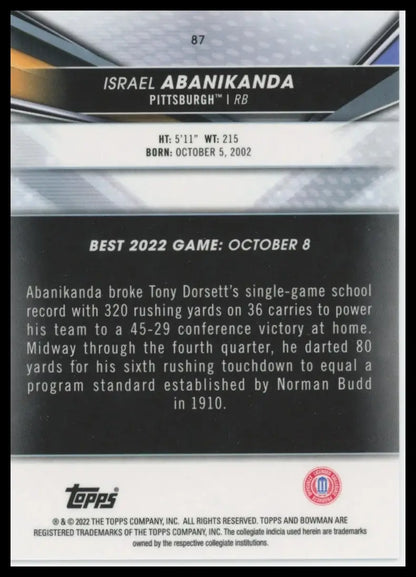 87
ISRAEL ABANIKANDA
PITTSBURGH™ | RB
HT: 5'11" WT: 215
BORN: OCTOBER 5, 2002
BEST 2022 GAME: OCTOBER 8
Abanikanda broke Tony Dorsett's single-game school
record with 320 rushing yards on 36 carries to power
his team to a 45-29 conference victory at home.
Midway through the fourth quarter, he darted 80
yards for his sixth rushing touchdown to equal a
program standard established by Norman Budd
in 1910.
Topps
® & © 2022 THE TOPPS COMPANY, INC. ALL RIGHTS RESERVED. TOPPS AND BOWMAN ARE
REGISTERED TRADEMARKS OF THE TOPPS COMPANY, INC. The collegiate indicia used herein are trademarks
owned by the respective collegiate institutions.